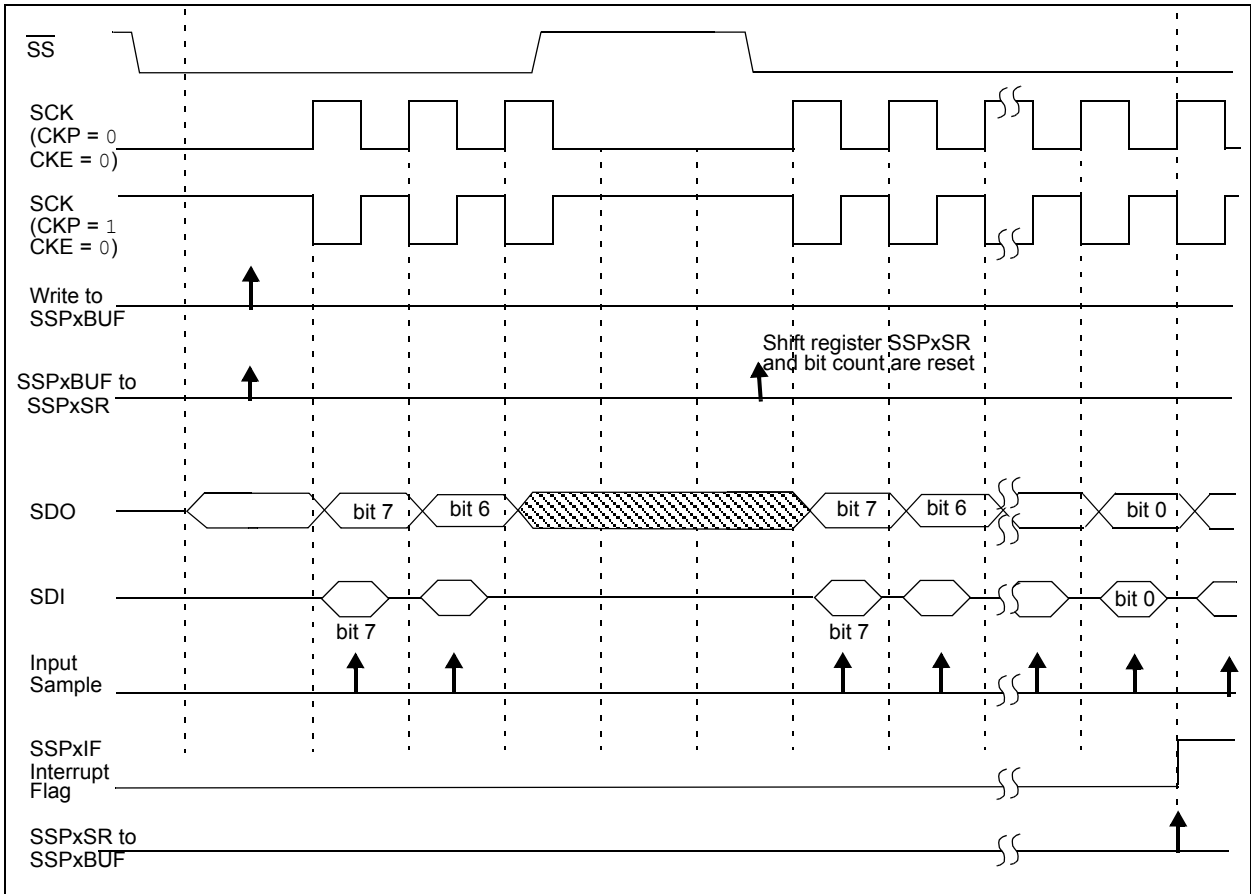 SS
SCK
(CKP = 0
CKE = 0)
SCK
(CKP = 1
CKE = 0)
Write to
SSPxBUF
Shift register SSPxSR
and bit count are reset
SSPxBUF to
SSPxSR
SDO
bit 7
bit 6
bit 7
bit 6
bit 0
SDI
bit 0
bit 7
bit 7
Input
Sample
SSPxIF
Interrupt
Flag
SSPxSR to
SSPxBUF